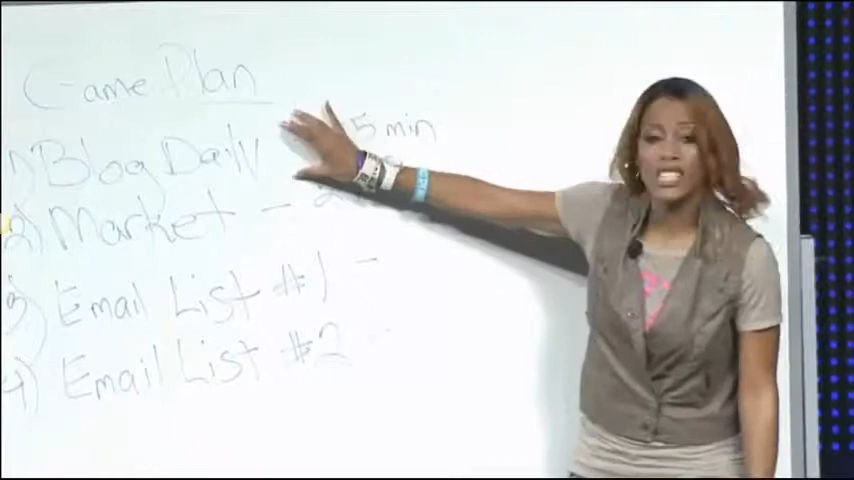 Game Plan
1) Blog Daily 5 min
2) Market -
3) Email List #1 -
4) Email List #2